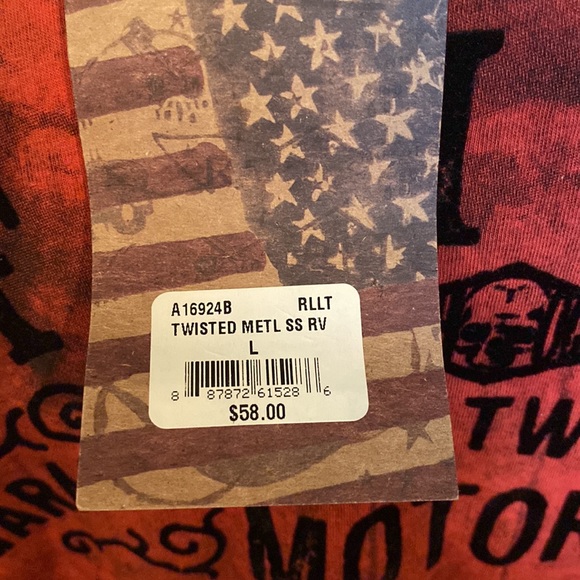 A16924B RLLT
TWISTED METL SS RV
L
8 87872 61528 6
$58.00
TW
MOTOR